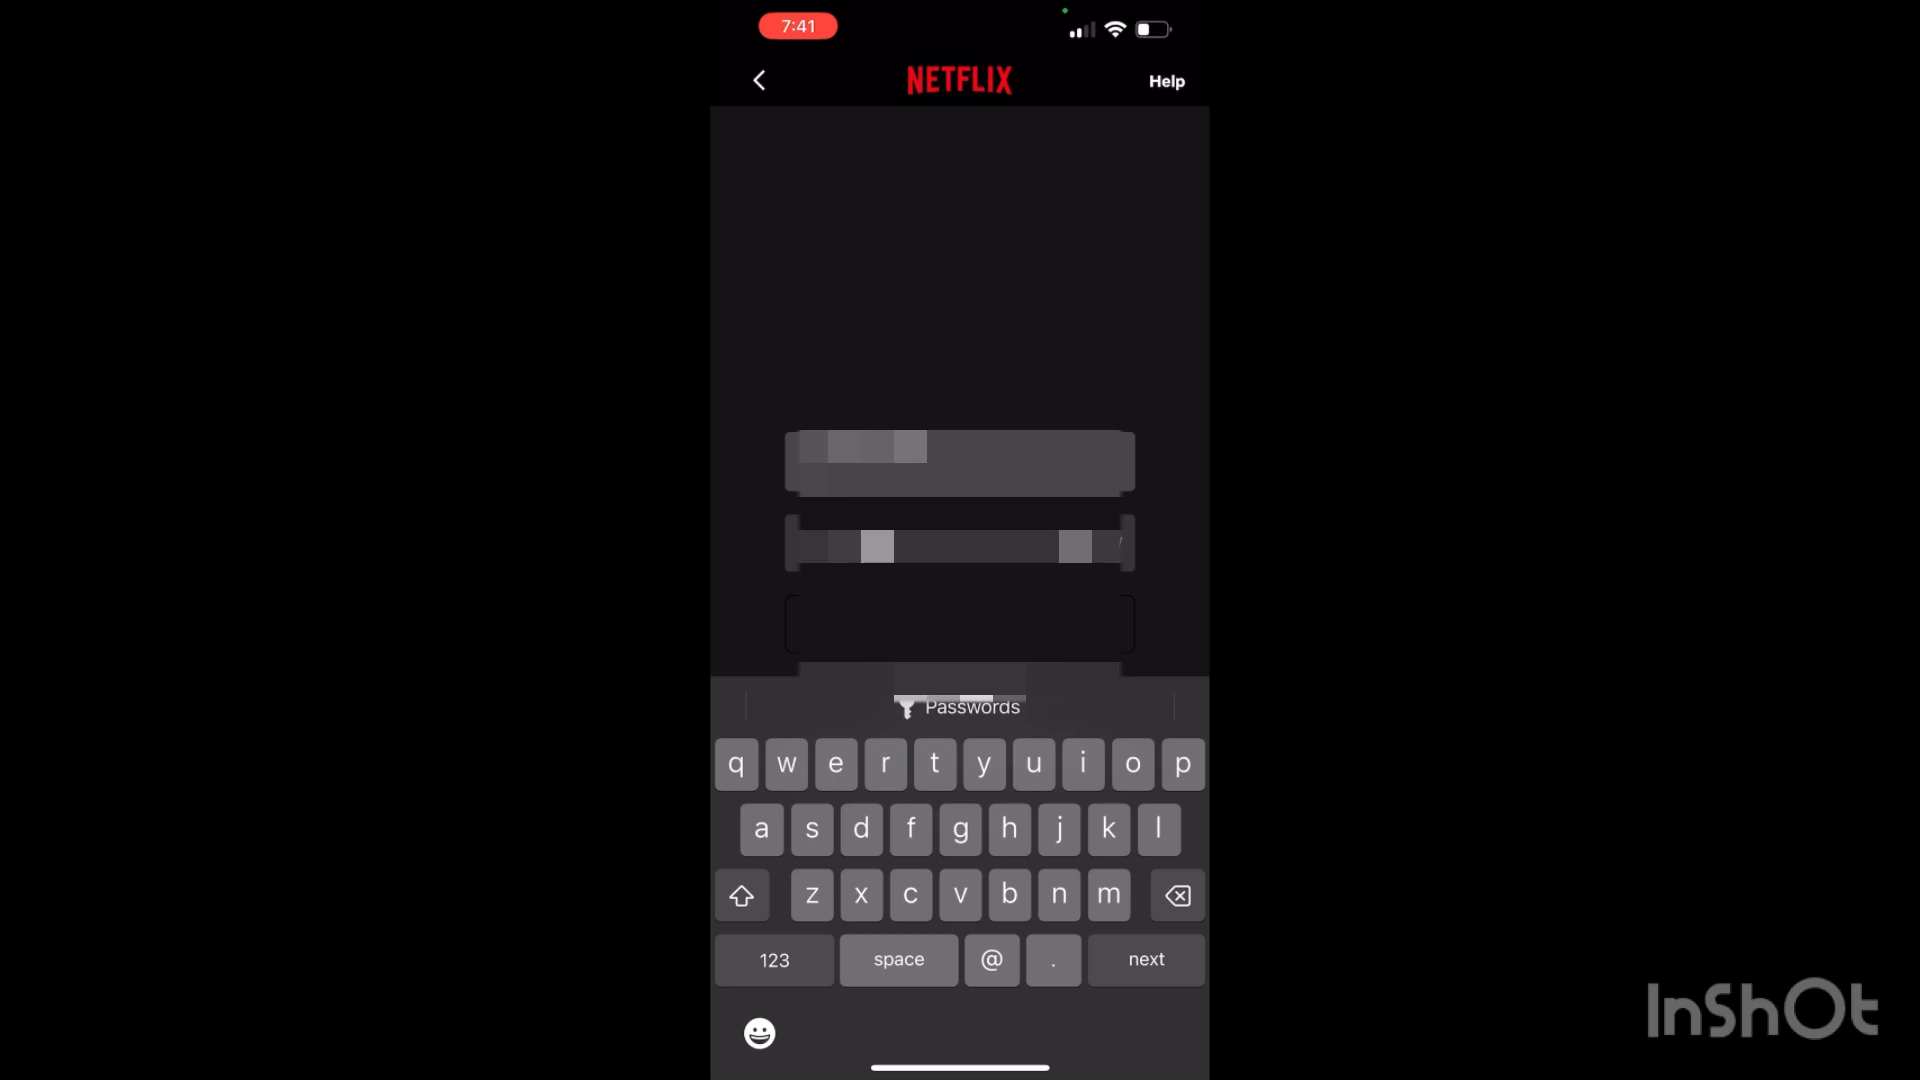 7:41
NETFLIX
Help
Passwords
q w e r t y u i o p
a s d f g h j k l
z x c v b n m
123 space @ . next
InShOt